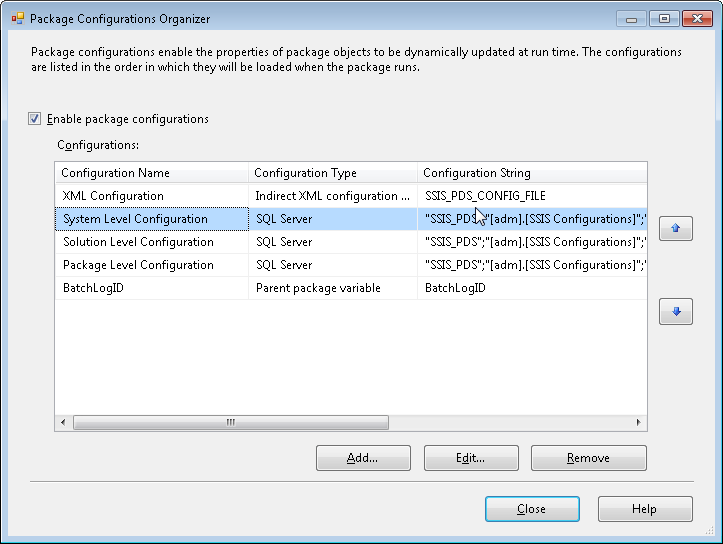 Package Configurations Organizer
Package configurations enable the properties of package objects to be dynamically updated at run time. The configurations
are listed in the order in which they will be loaded when the package runs.
Enable package configurations
Configurations:
Configuration Name Configuration Type Configuration String
XML Configuration Indirect XML configuration ... SSIS_PDS_CONFIG_FILE
System Level Configuration SQL Server "SSIS_PDS";"[adm].[SSIS Configurations]";"
Solution Level Configuration SQL Server "SSIS_PDS";"[adm].[SSIS Configurations]";"
Package Level Configuration SQL Server "SSIS_PDS";"[adm].[SSIS Configurations]";"
BatchLogID Parent package variable BatchLogID
Add... Edit... Remove
Close Help